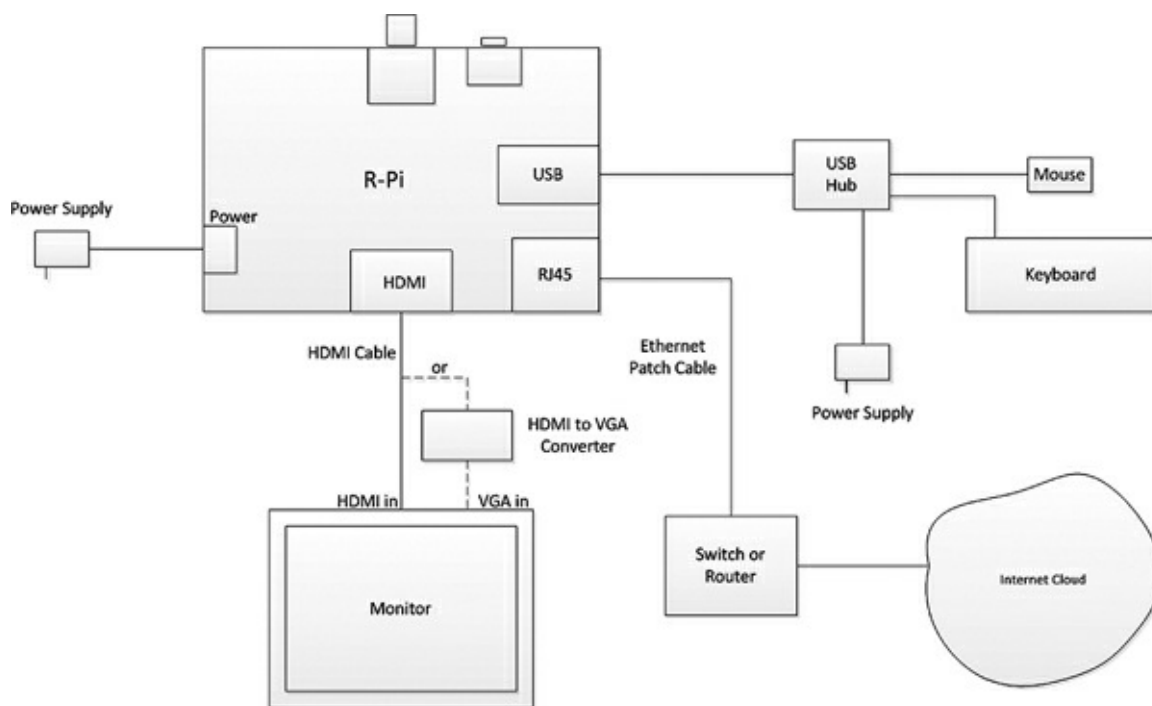 R-Pi
USB
USB
Hub
Mouse
Power Supply
Power
HDMI
RJ45
Keyboard
HDMI Cable
or
Ethernet
Patch Cable
HDMI to VGA
Converter
Power Supply
HDMI in
VGA in
Monitor
Switch or
Router
Internet Cloud